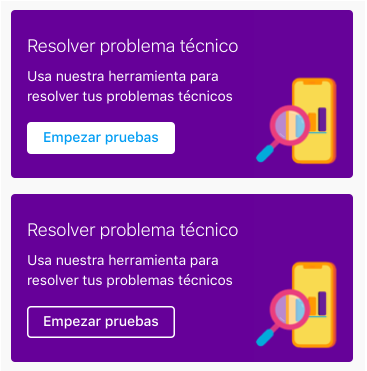 Resolver problema técnico
Usa nuestra herramienta para
resolver tus problemas técnicos
Empezar pruebas
Resolver problema técnico
Usa nuestra herramienta para
resolver tus problemas técnicos
Empezar pruebas